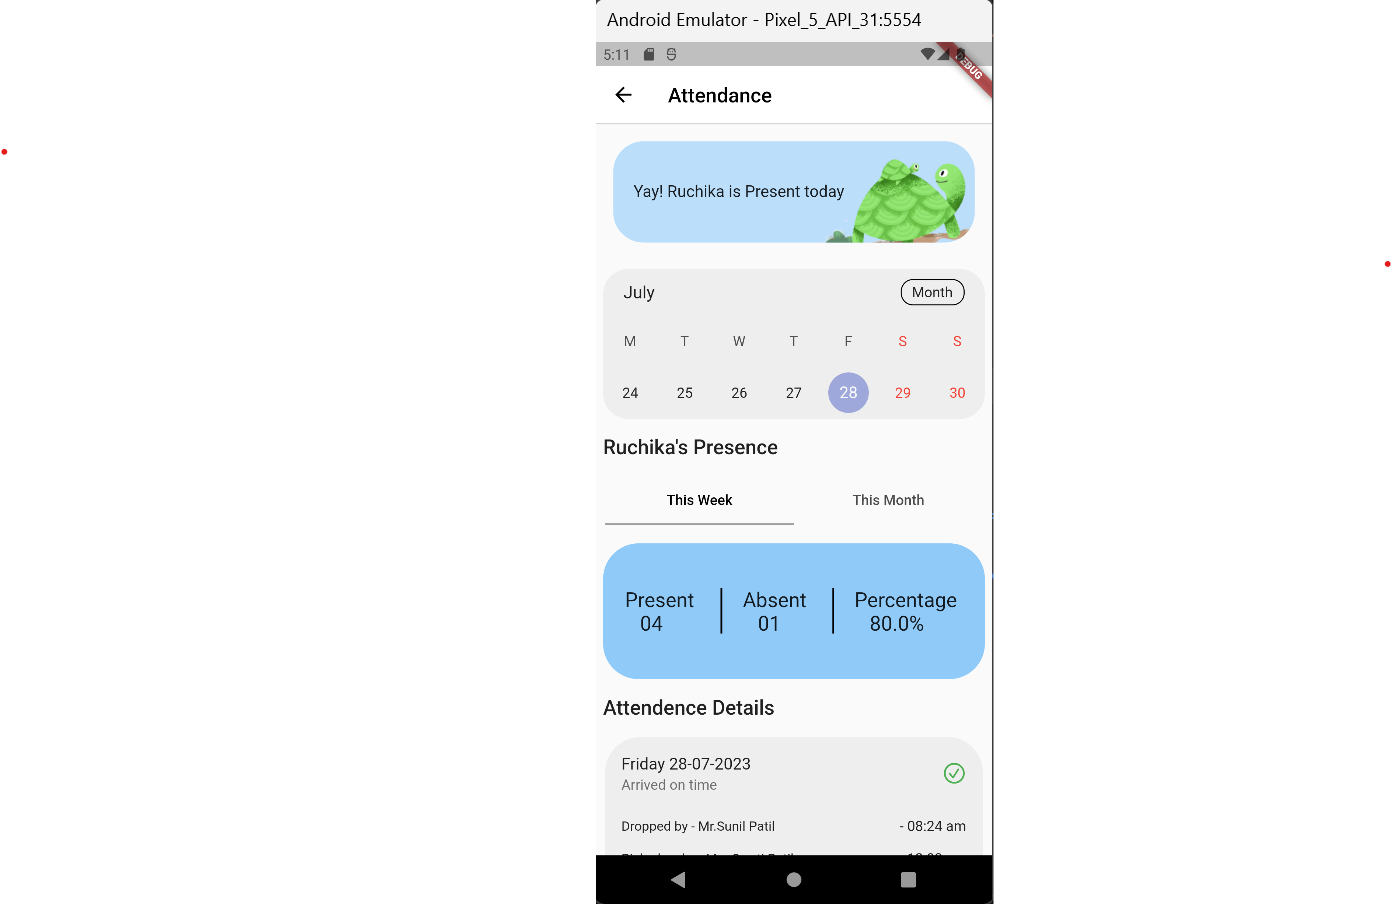 Android Emulator - Pixel_5_API_31:5554
5:11
DEBUG
Attendance
Yay! Ruchika is Present today
July Month
M T W T F S S
24 25 26 27 28 29 30
Ruchika's Presence
This Week This Month
Present Absent Percentage
04 01 80.0%
Attendence Details
Friday 28-07-2023
Arrived on time
Dropped by - Mr.Sunil Patil - 08:24 am